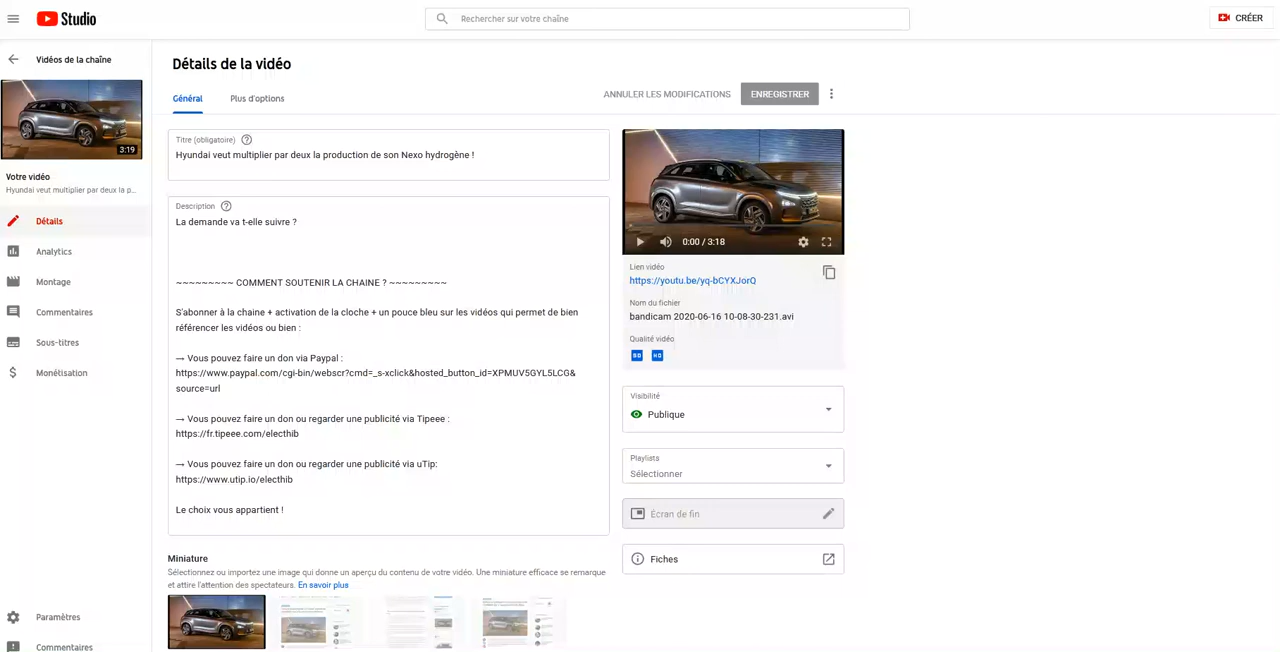 Studio
Rechercher sur votre chaîne
CRÉER
Vidéos de la chaîne
3:19
Votre vidéo
Hyundai veut multiplier par deux la p...
Détails
Analytics
Montage
Commentaires
Sous-titres
Monétisation
Paramètres
Commentaires
Détails de la vidéo
Général
Plus d'options
ANNULER LES MODIFICATIONS
ENREGISTRER
Titre (obligatoire)
Hyundai veut multiplier par deux la production de son Nexo hydrogène !
Description
La demande va t-elle suivre ?
~~~~~~~~~ COMMENT SOUTENIR LA CHAINE ? ~~~~~~~~~
S'abonner à la chaine + activation de la cloche + un pouce bleu sur les vidéos qui permet de bien
référencer les vidéos ou bien :
→ Vous pouvez faire un don via Paypal :
https://www.paypal.com/cgi-bin/webscr?cmd=_s-xclick&hosted_button_id=XPMUV5GYL5LCG&
source=url
→ Vous pouvez faire un don ou regarder une publicité via Tipeee :
https://fr.tipeee.com/electhib
→ Vous pouvez faire un don ou regarder une publicité via uTip:
https://www.utip.io/electhib
Le choix vous appartient !
Miniature
Sélectionnez ou importez une image qui donne un aperçu du contenu de votre vidéo. Une miniature efficace se remarque
et attire l'attention des spectateurs. En savoir plus
0:00 / 3:18
Lien vidéo
https://youtu.be/yq-bCYXJorQ
Nom du fichier
bandicam 2020-06-16 10-08-30-231.avi
Qualité vidéo
SD HD
Visibilité
Publique
Playlists
Sélectionner
Écran de fin
Fiches